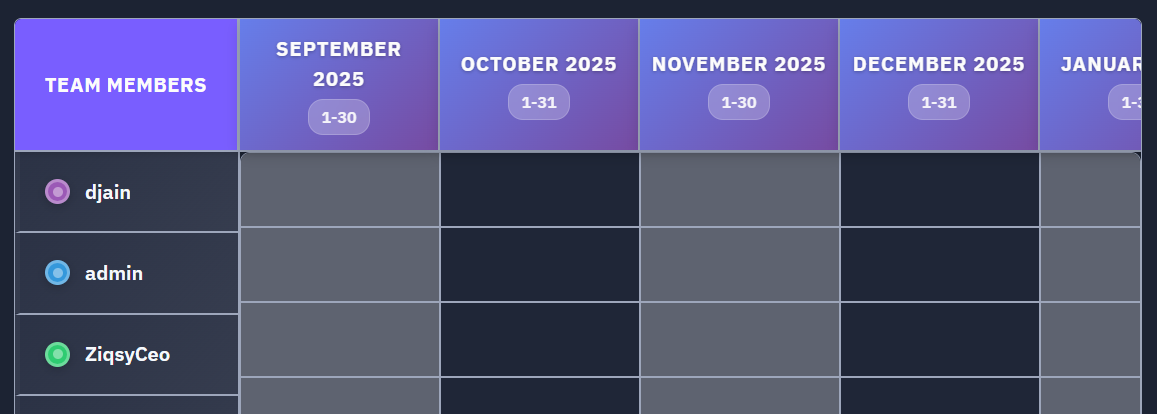 TEAM MEMBERS
SEPTEMBER
2025
1-30
OCTOBER 2025
1-31
NOVEMBER 2025
1-30
DECEMBER 2025
1-31
djain
admin
ZiqsyCeo